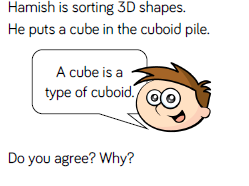 Hamish is sorting 3D shapes.
He puts a cube in the cuboid pile.
A cube is a
type of cuboid.
Do you agree? Why?